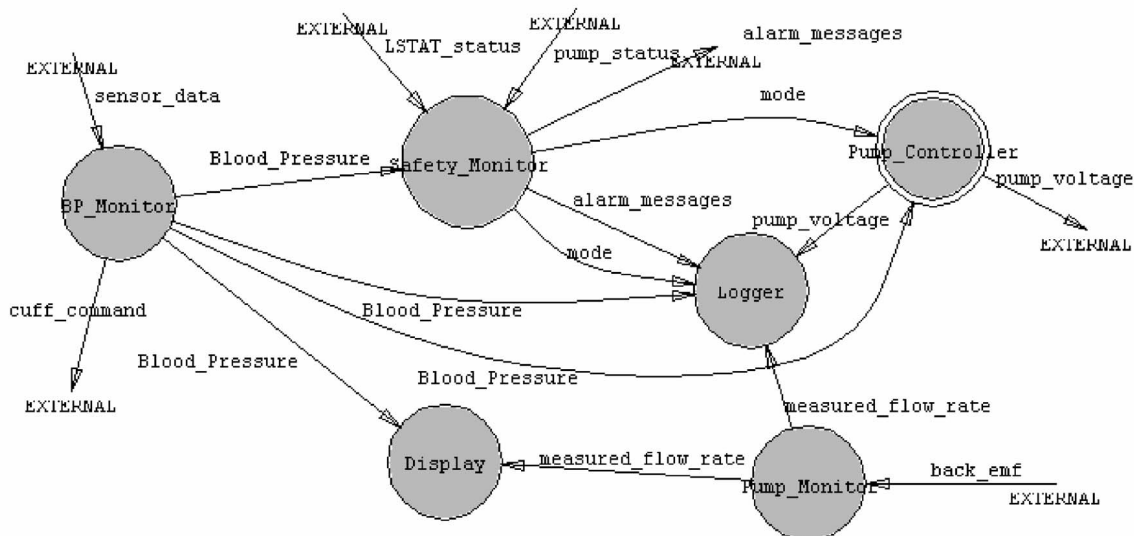 EXTERNAL
EXTERNAL
alarm_messages
LSTAT_status
pump_status
EXTERNAL
EXTERNAL
sensor_data
mode
Blood_Pressure
Safety_Monitor
Pump_Controller
pump_voltage
BP_Monitor
alarm_messages
pump_voltage
EXTERNAL
mode
Logger
cuff_command
Blood_Pressure
Blood_Pressure
Blood_Pressure
EXTERNAL
measured_flow_rate
Display
measured_flow_rate
back_emf
Pump_Monitor
EXTERNAL